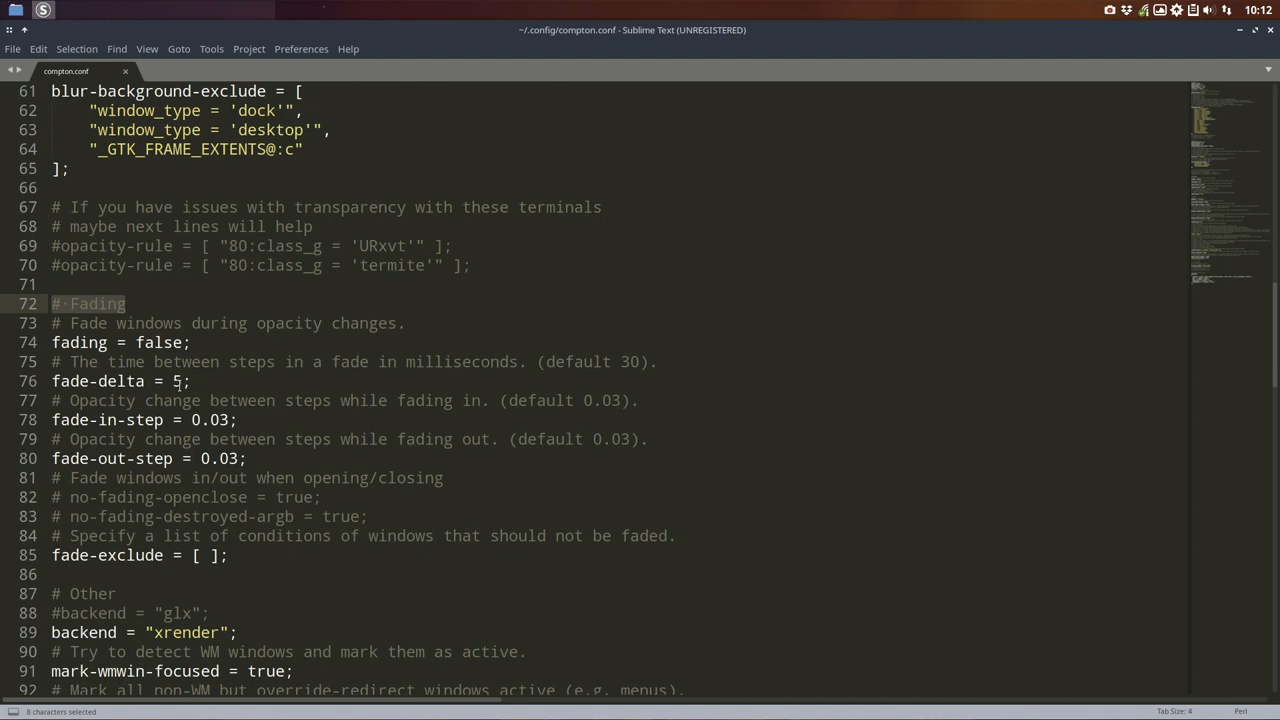 10:12
~/.config/compton.conf - Sublime Text (UNREGISTERED)
File Edit Selection Find View Goto Tools Project Preferences Help
compton.conf
61 blur-background-exclude = [
62     "window_type = 'dock'",
63     "window_type = 'desktop'",
64     "_GTK_FRAME_EXTENTS@:c"
65 ];
66
67 # If you have issues with transparency with these terminals
68 # maybe next lines will help
69 #opacity-rule = [ "80:class_g = 'URxvt'" ];
70 #opacity-rule = [ "80:class_g = 'termite'" ];
71
72 # Fading
73 # Fade windows during opacity changes.
74 fading = false;
75 # The time between steps in a fade in milliseconds. (default 30).
76 fade-delta = 5;
77 # Opacity change between steps while fading in. (default 0.03).
78 fade-in-step = 0.03;
79 # Opacity change between steps while fading out. (default 0.03).
80 fade-out-step = 0.03;
81 # Fade windows in/out when opening/closing
82 # no-fading-openclose = true;
83 # no-fading-destroyed-argb = true;
84 # Specify a list of conditions of windows that should not be faded.
85 fade-exclude = [ ];
86
87 # Other
88 #backend = "glx";
89 backend = "xrender";
90 # Try to detect WM windows and mark them as active.
91 mark-wmwin-focused = true;
92 # Mark all non-WM but override-redirect windows active (e.g. menus).
8 characters selected
Tab Size: 4
Perl